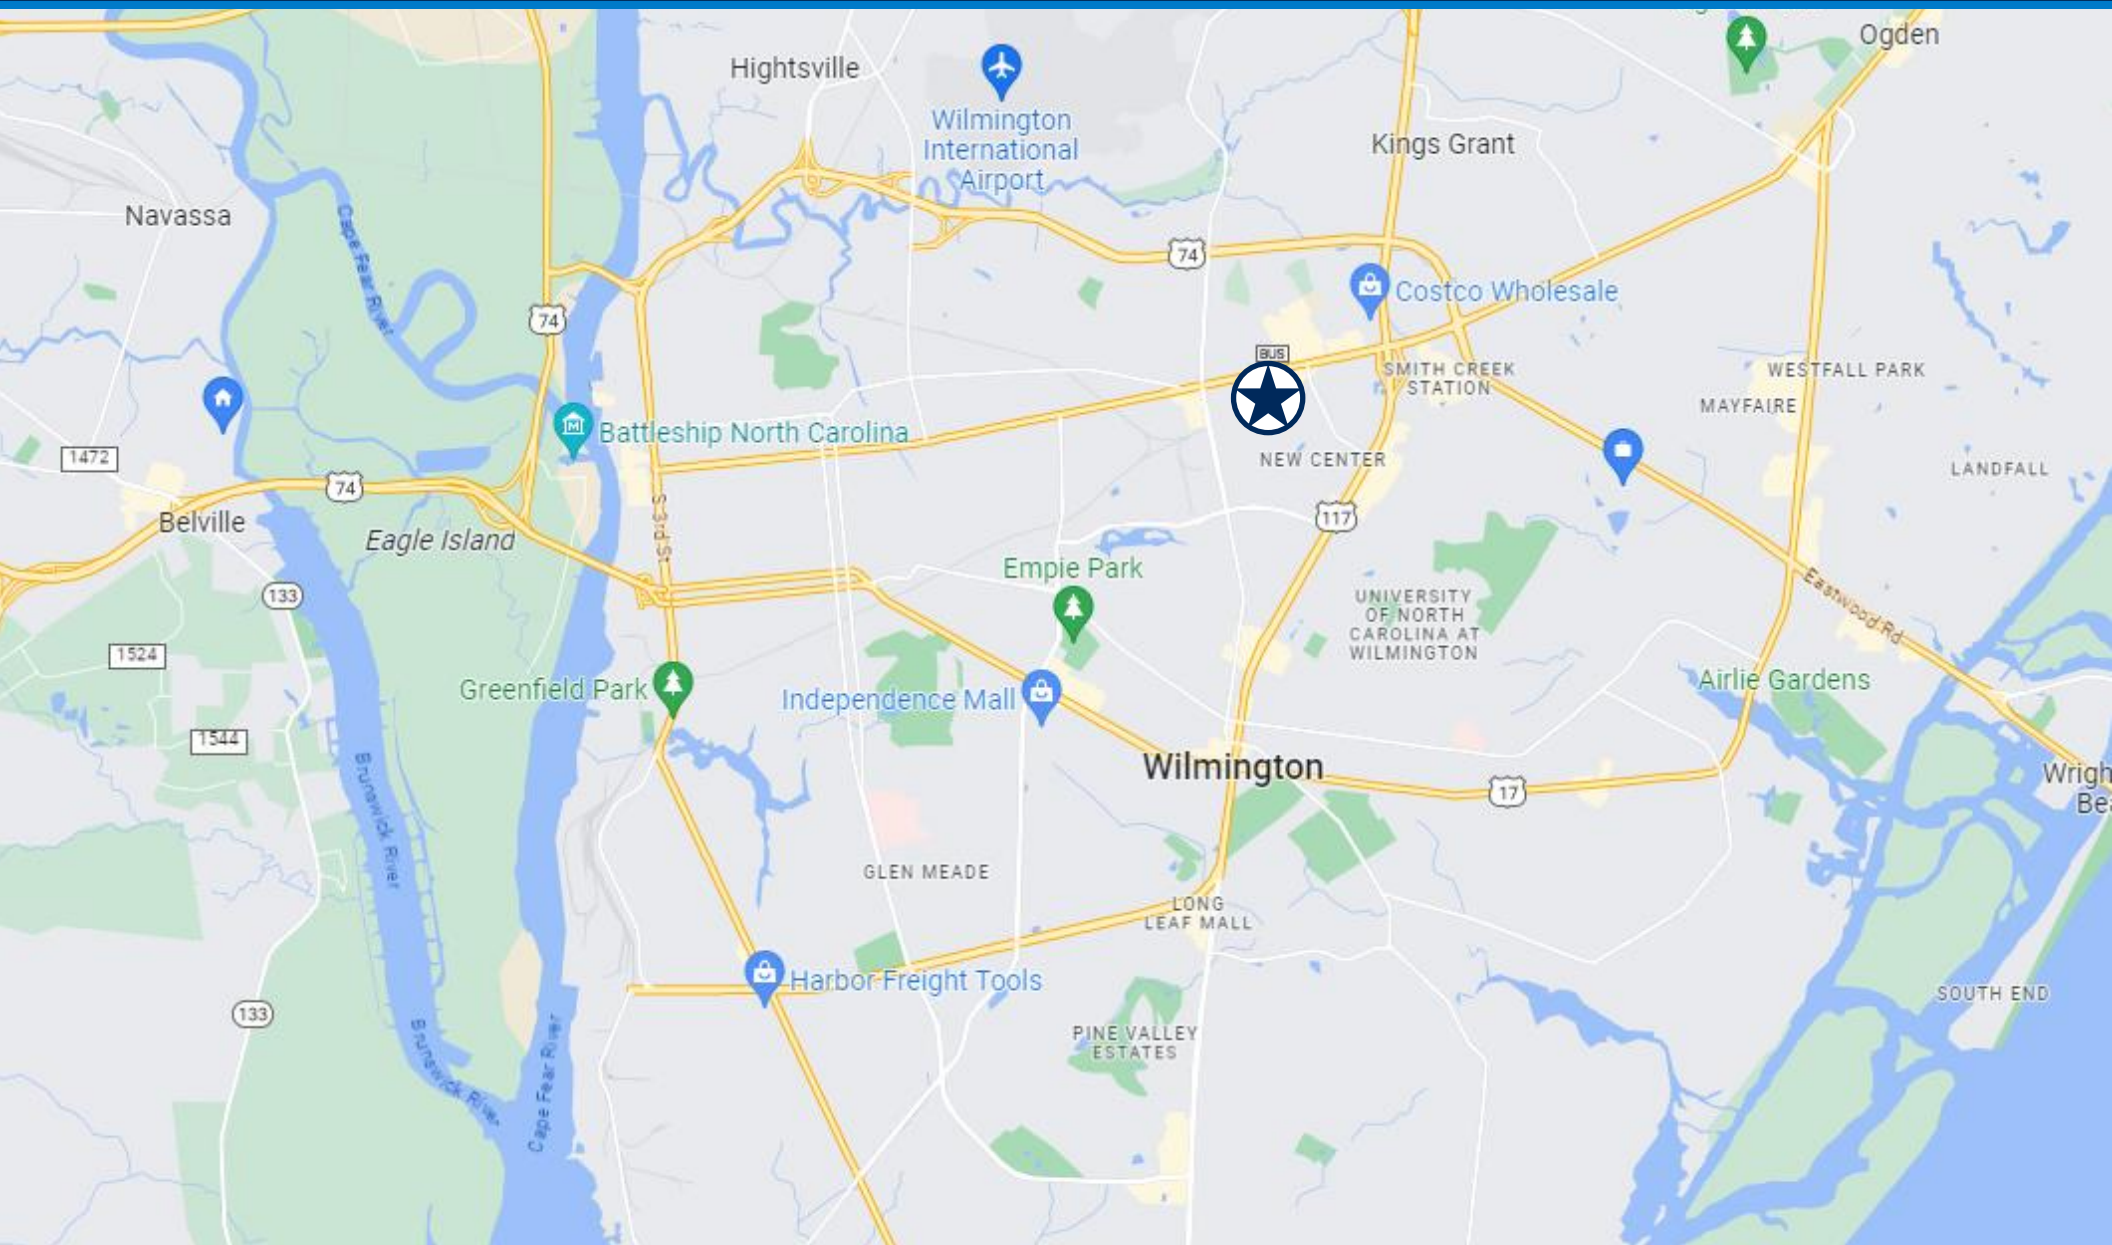 Ogden
Hightsville
Wilmington
International
Airport
Kings Grant
Navassa
Cape Fear River
74
Costco Wholesale
74
BUS
SMITH CREEK
STATION
WESTFALL PARK
MAYFAIRE
Battleship North Carolina
1472
NEW CENTER
LANDFALL
74
S 3rd St
117
Belville
Eagle Island
Empie Park
133
Eastwood Rd
UNIVERSITY
OF NORTH
CAROLINA AT
WILMINGTON
1524
Greenfield Park
Independence Mall
Airlie Gardens
1544
Wilmington
17
Wrigh
Be
Brunswick River
GLEN MEADE
LONG
LEAF MALL
Harbor Freight Tools
SOUTH END
133
PINE VALLEY
ESTATES
Brunswick River
Cape Fear River